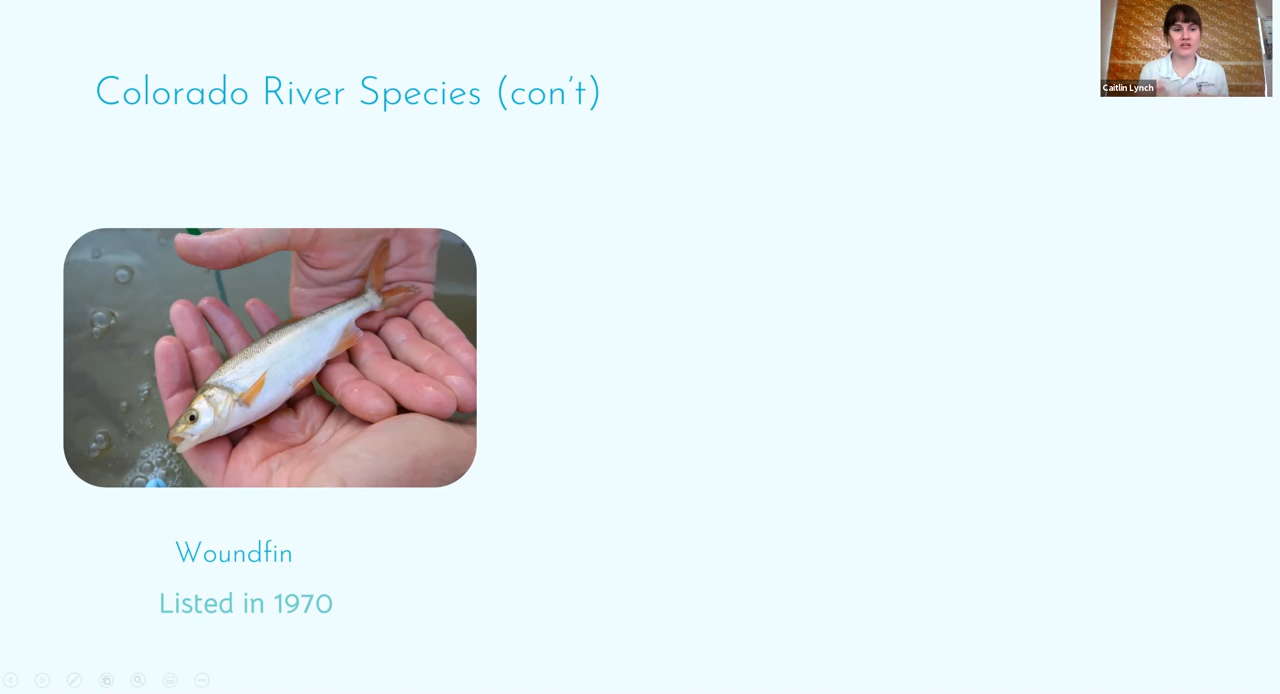 Colorado River Species (con't)
Caitlin Lynch
Woundfin
Listed in 1970